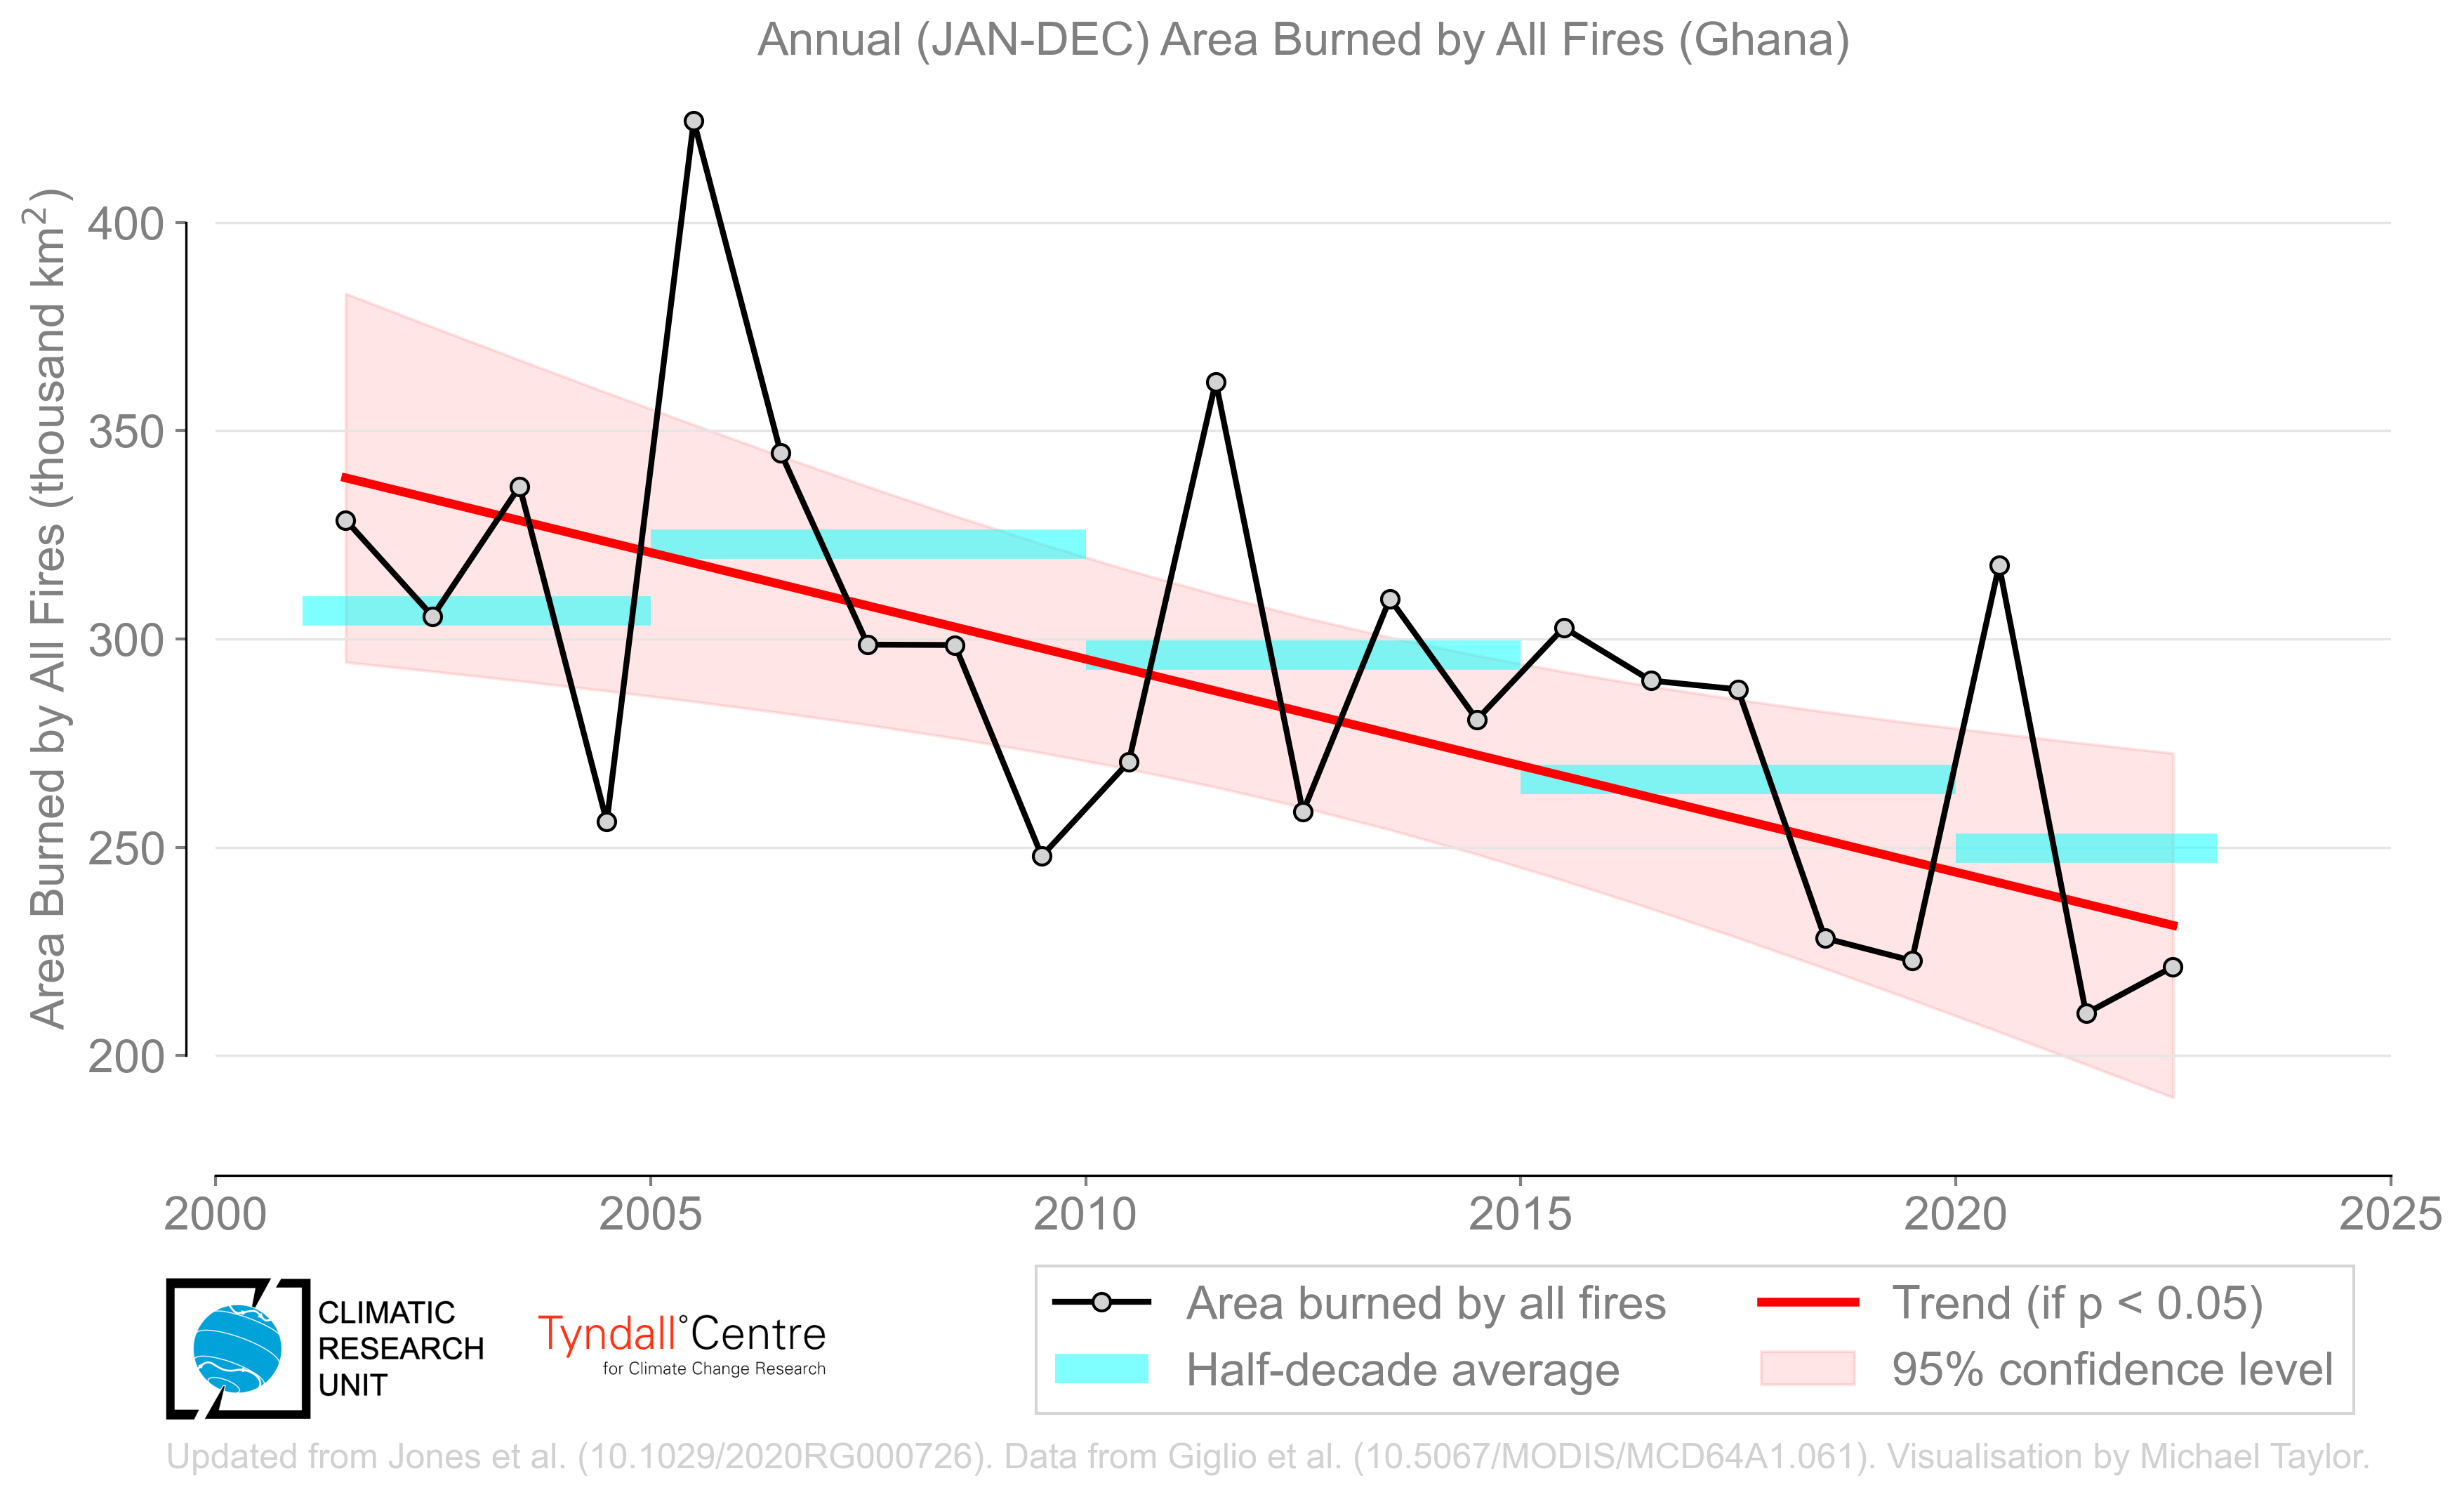 Annual (JAN-DEC) Area Burned by All Fires (Ghana)
Area Burned by All Fires (thousand km²)
400
350
300
250
200
2000 2005 2010 2015 2020 2025
CLIMATIC
RESEARCH
UNIT
Tyndall°Centre
for Climate Change Research
Area burned by all fires
Half-decade average
Trend (if p < 0.05)
95% confidence level
Updated from Jones et al. (10.1029/2020RG000726). Data from Giglio et al. (10.5067/MODIS/MCD64A1.061). Visualisation by Michael Taylor.